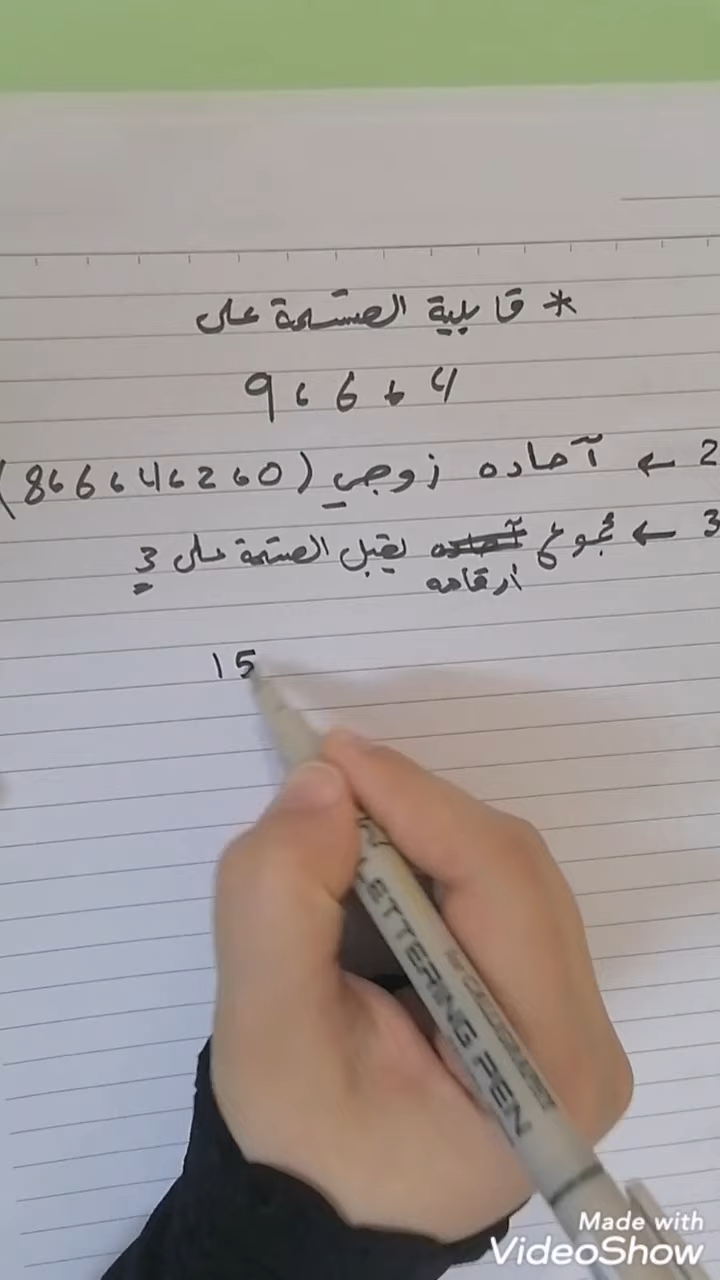 * قابلية القسمة على
4 ، 6 ، 9
2 ← آحاده زوجي (0،2،4،6،8)
3 ← مجموع آحاده يقبل القسمة على 3
أرقامه
15
LETTERING PEN
Made with
VideoShow